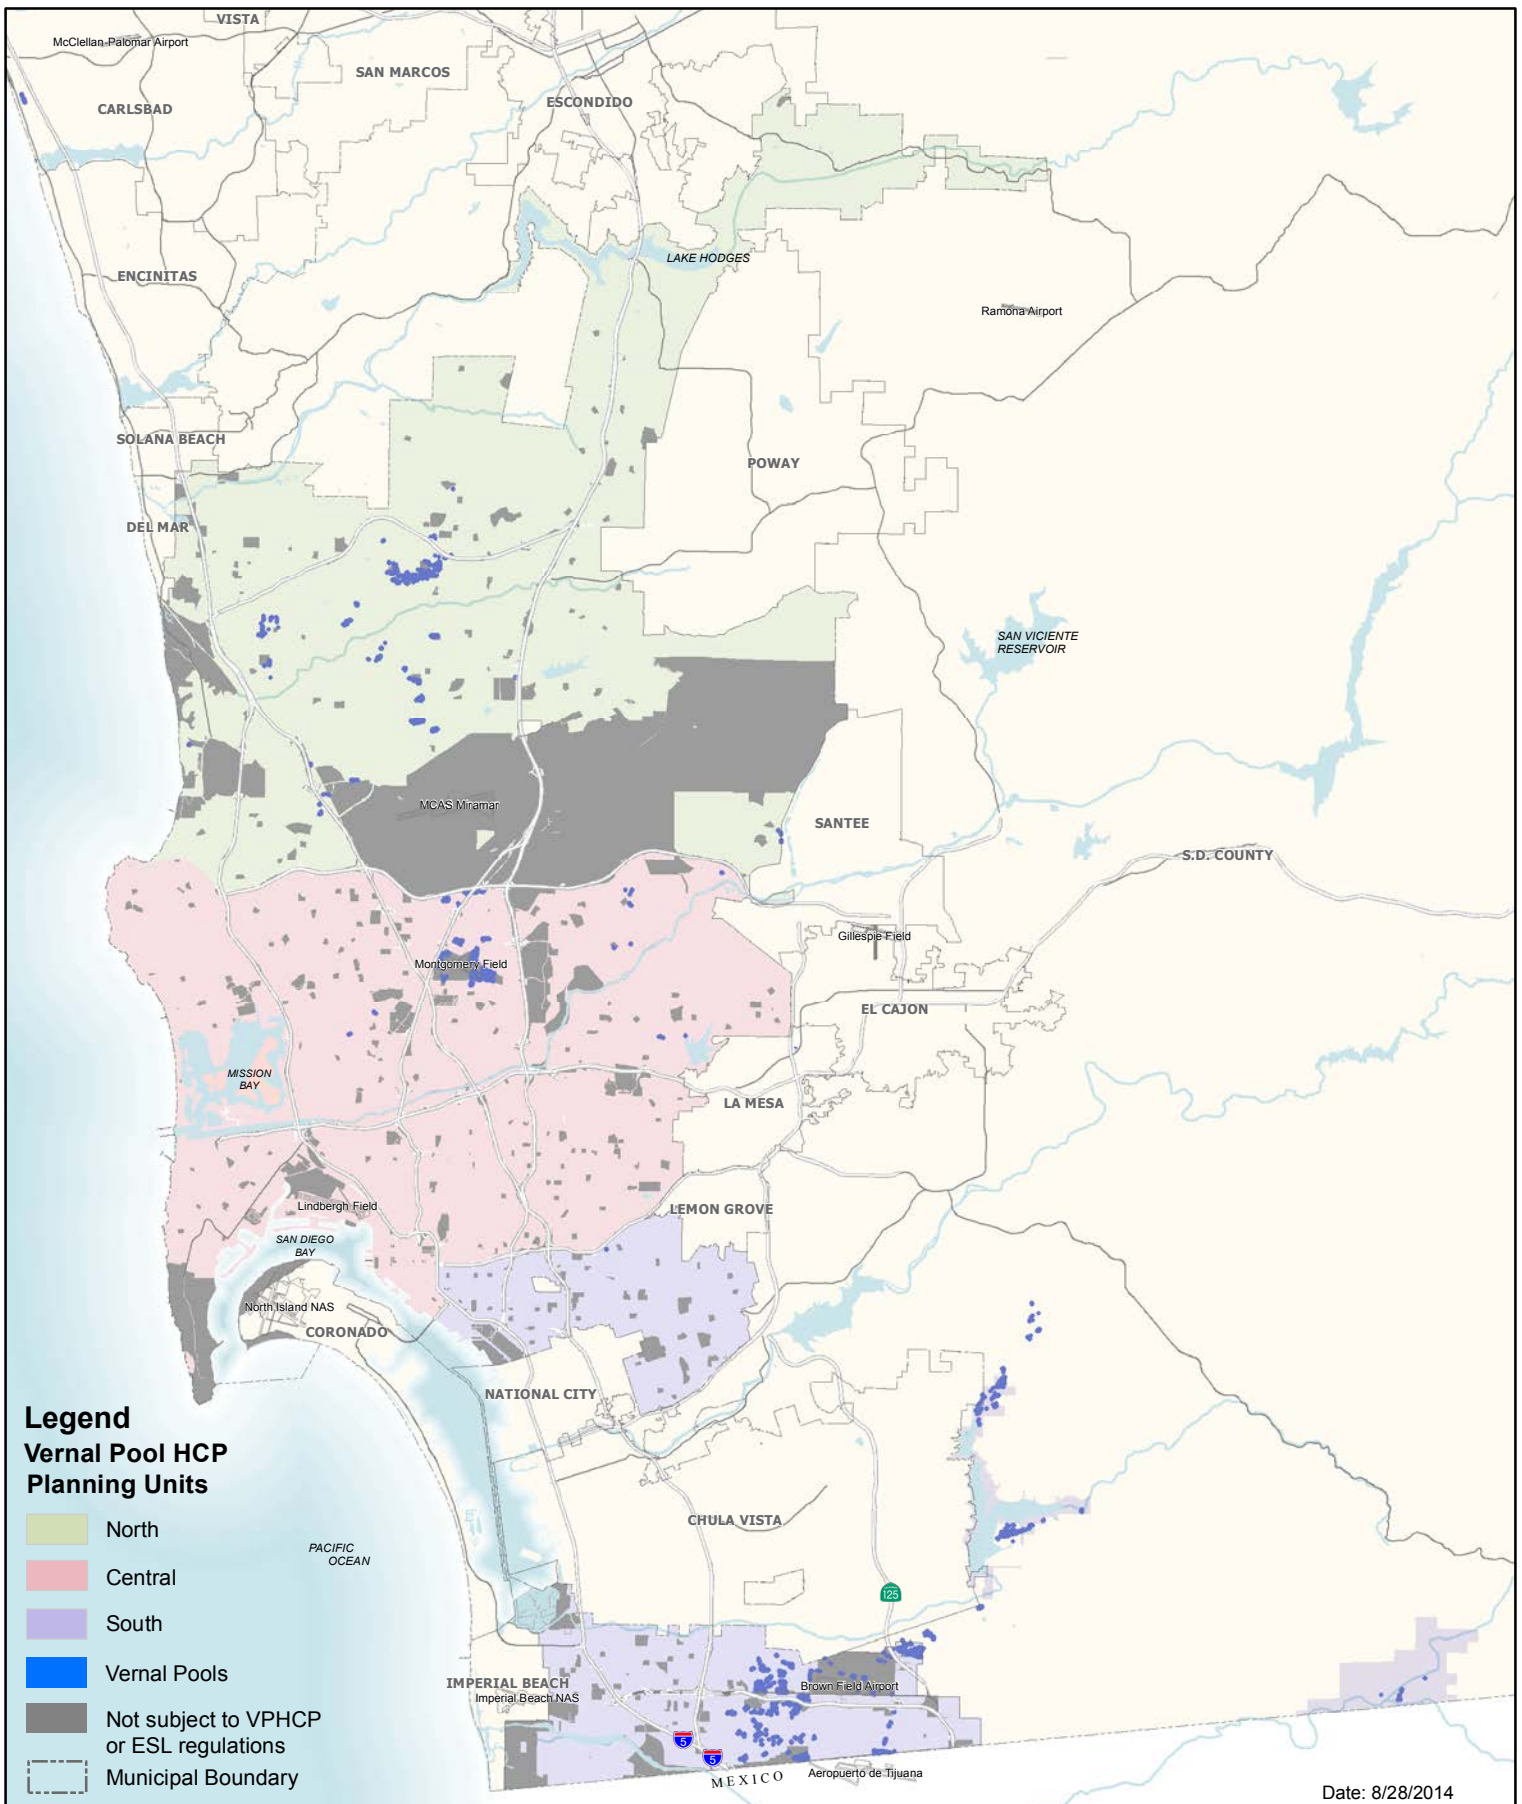 VISTA
McClellan-Palomar Airport
SAN MARCOS
CARLSBAD
ESCONDIDO
LAKE HODGES
ENCINITAS
Ramona Airport
SOLANA BEACH
POWAY
DEL MAR
SAN VICIENTE
RESERVOIR
MCAS Miramar
SANTEE
S.D. COUNTY
Gillespie Field
Montgomery Field
EL CAJON
MISSION
BAY
LA MESA
Lindbergh Field
LEMON GROVE
SAN DIEGO
BAY
North Island NAS
CORONADO
NATIONAL CITY
CHULA VISTA
PACIFIC
OCEAN
125
IMPERIAL BEACH
Imperial Beach NAS
Brown Field Airport
5
5
MEXICO
Aeropuerto de Tijuana
Legend
Vernal Pool HCP
Planning Units
North
Central
South
Vernal Pools
Not subject to VPHCP
or ESL regulations
Municipal Boundary
Date: 8/28/2014